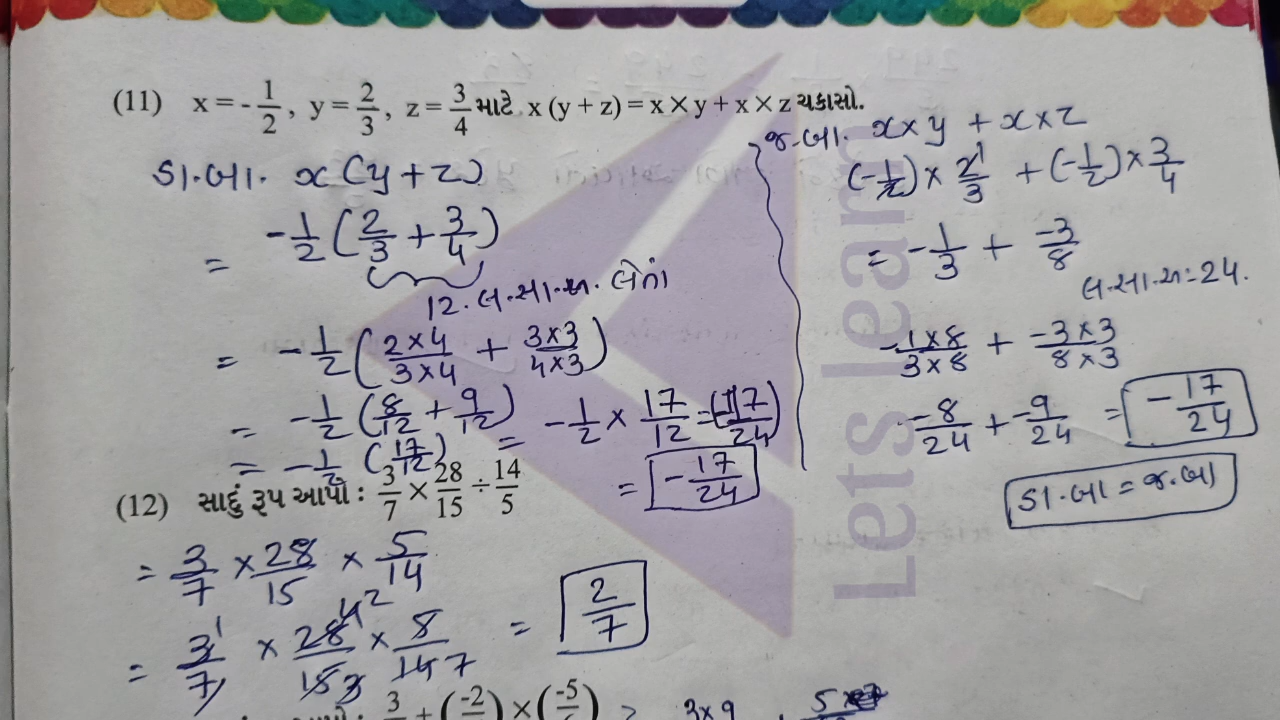 (11) x = - 1/2 , y = 2/3 , z = 3/4 માટે x (y + z) = x × y + x × z ચકાસો.
ડા.બા. x(y+z)
= -1/2 (2/3 + 3/4)
12. લ.સા.અ. લેતાં
= -1/2 (2×4/3×4 + 3×3/4×3)
= -1/2 (8/12 + 9/12)
= -1/2 (17/12) = -1/2 × 17/12 = (-17/24)
= -17/24
જ.બા. x×y + x×z
(-1/2) × 2/3 + (-1/2) × 3/4
= -1/3 + -3/8
લ.સા.અ=24.
-1×8/3×8 + -3×3/8×3
-8/24 + -9/24 = -17/24
ડા.બા = જ.બા
(12) સાદું રૂપ આપો : 3/7 × 28/15 ÷ 14/5
= 3/7 × 28/15 × 5/14
= 3/7 × 28/15 × 8/14 = 2/7
Lets learn